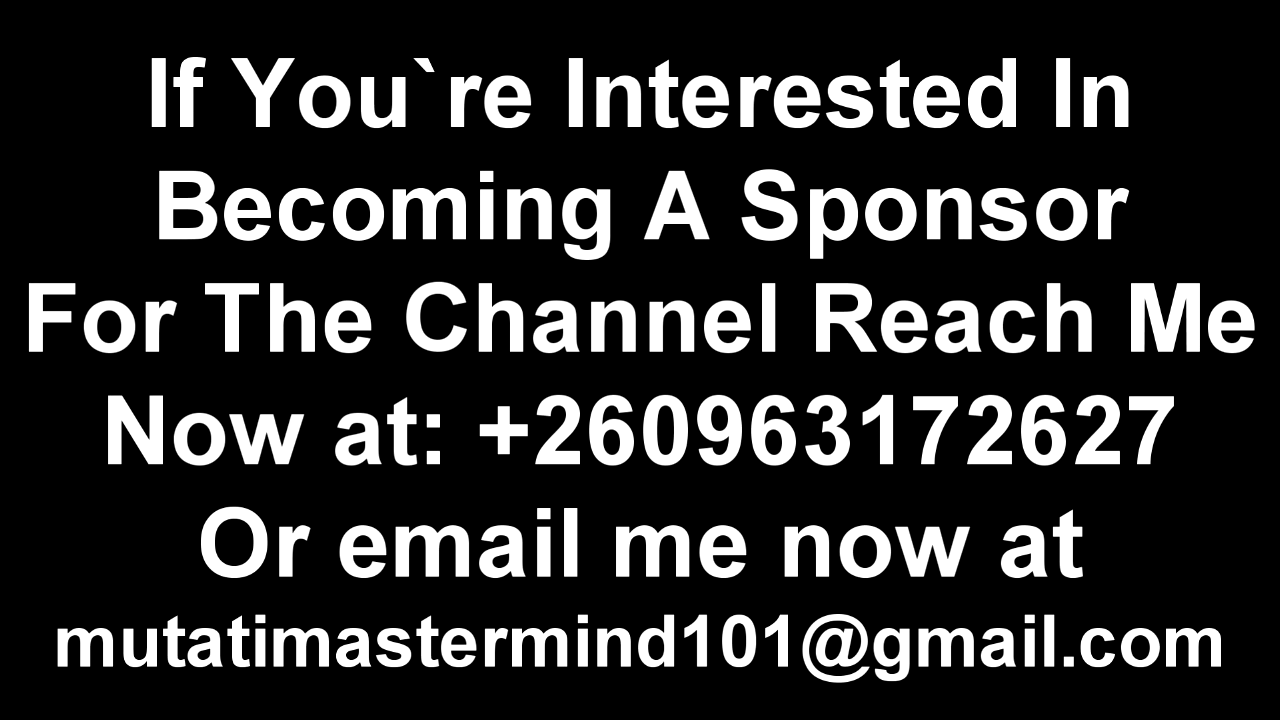 If You`re Interested In
Becoming A Sponsor
For The Channel Reach Me
Now at: +260963172627
Or email me now at
mutatimastermind101@gmail.com